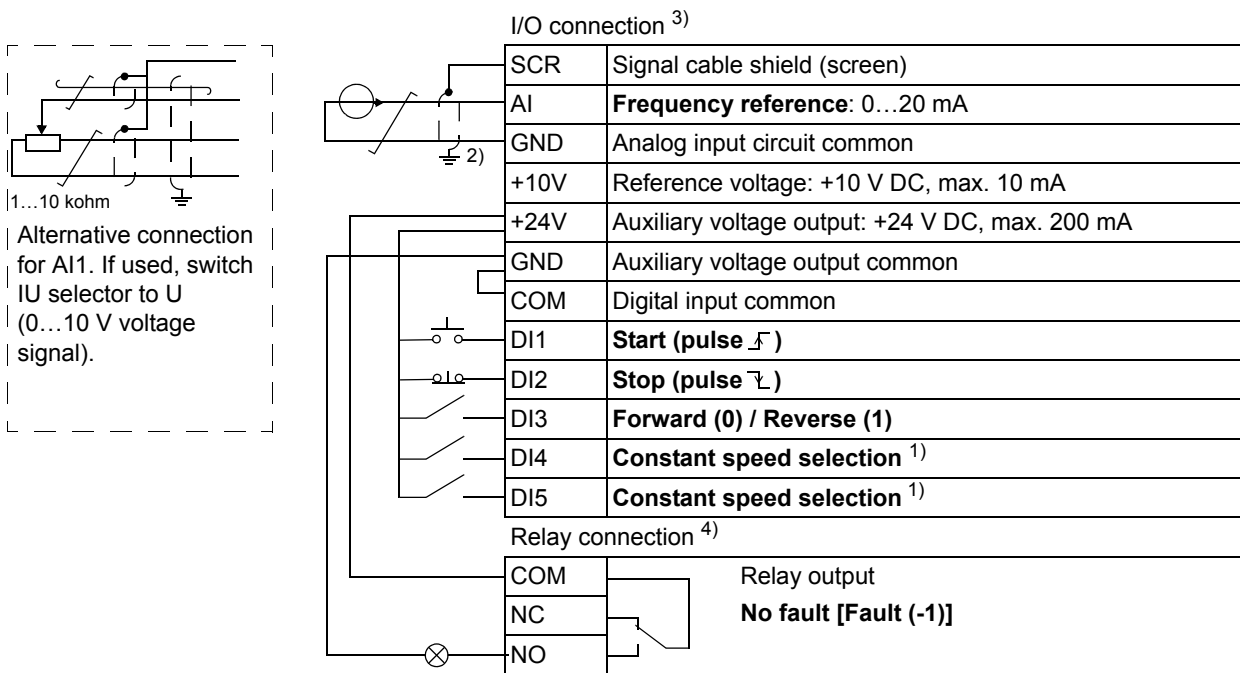 I/O connection 3)
SCR Signal cable shield (screen)
AI Frequency reference: 0…20 mA
GND Analog input circuit common
2)
+10V Reference voltage: +10 V DC, max. 10 mA
+24V Auxiliary voltage output: +24 V DC, max. 200 mA
GND Auxiliary voltage output common
COM Digital input common
DI1 Start (pulse )
DI2 Stop (pulse )
DI3 Forward (0) / Reverse (1)
DI4 Constant speed selection 1)
DI5 Constant speed selection 1)
1…10 kohm
Alternative connection
for AI1. If used, switch
IU selector to U
(0…10 V voltage
signal).
Relay connection 4)
COM Relay output
NC No fault [Fault (-1)]
NO